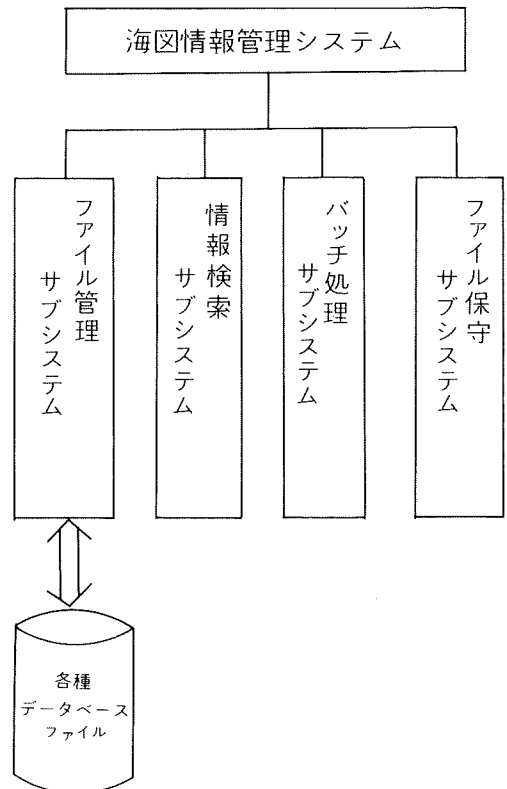 海図情報管理システム
ファイル管理
サブシステム
情報検索
サブシステム
バッチ処理
サブシステム
ファイル保守
サブシステム
各種
データベース
ファイル